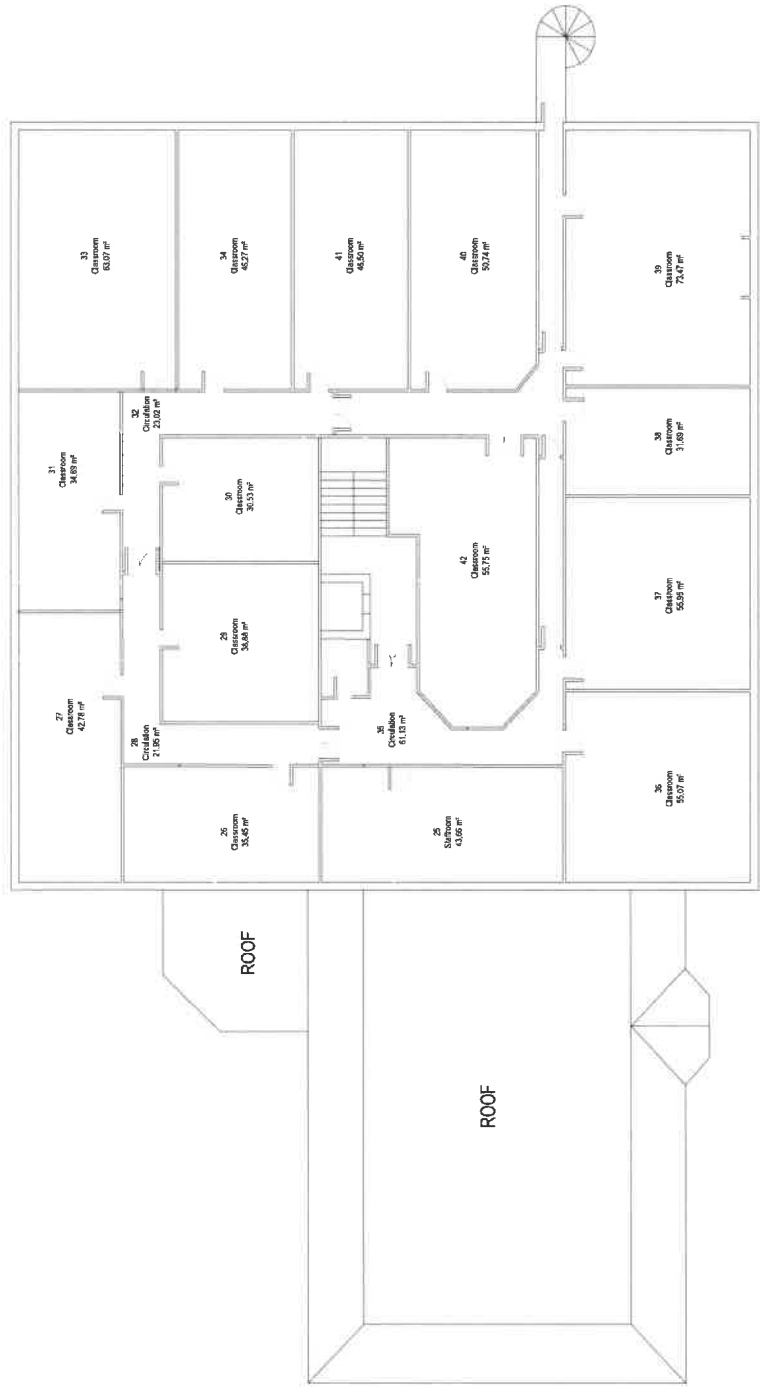 33
Classroom
63,07 m²
34
Classroom
45,27 m²
41
Classroom
46,50 m²
40
Classroom
50,74 m²
39
Classroom
73,47 m²
32
Circulation
23,02 m²
31
Classroom
34,69 m²
30
Classroom
30,53 m²
38
Classroom
31,69 m²
42
Classroom
55,75 m²
37
Classroom
55,95 m²
29
Classroom
38,88 m²
27
Classroom
42,78 m²
28
Circulation
21,95 m²
35
Circulation
61,13 m²
26
Classroom
35,45 m²
25
Staffroom
43,66 m²
36
Classroom
55,07 m²
ROOF
ROOF